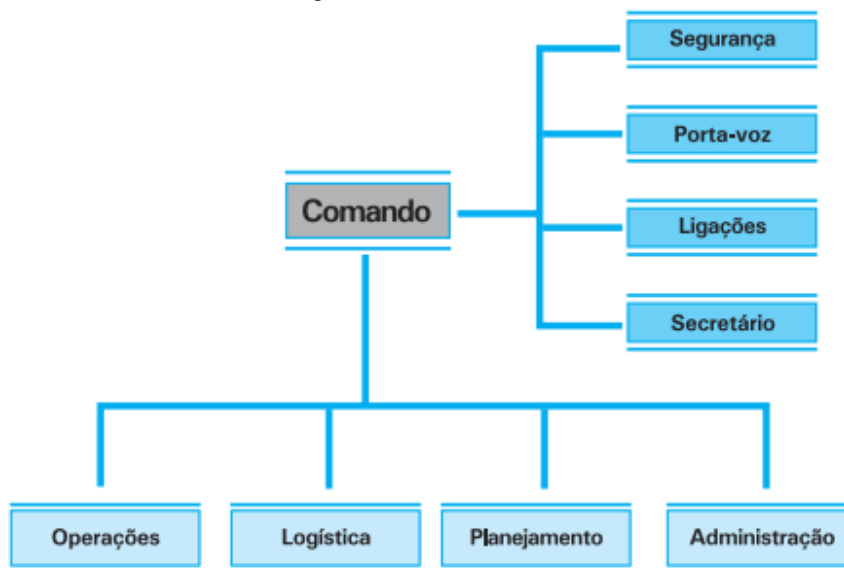 Segurança
Porta-voz
Comando
Ligações
Secretário
Operações
Logística
Planejamento
Administração